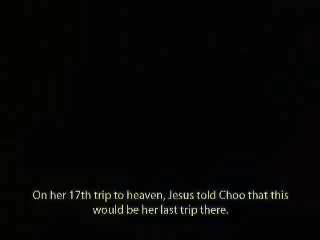 On her 17th trip to heaven, Jesus told Choo that this
would be her last trip there.